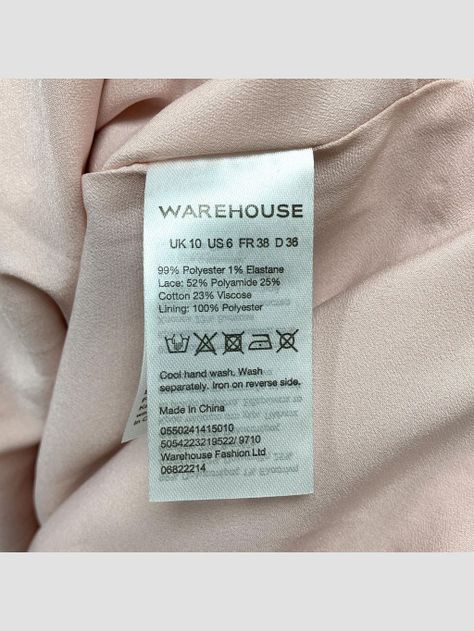 WAREHOUSE
UK 10 US 6 FR 38 D 36
99% Polyester 1% Elastane
Lace: 52% Polyamide 25%
Cotton 23% Viscose
Lining: 100% Polyester
Cool hand wash. Wash
separately. Iron on reverse side.
Made In China
0550241415010
5054223219522/ 9710
Warehouse Fashion Ltd
06822214